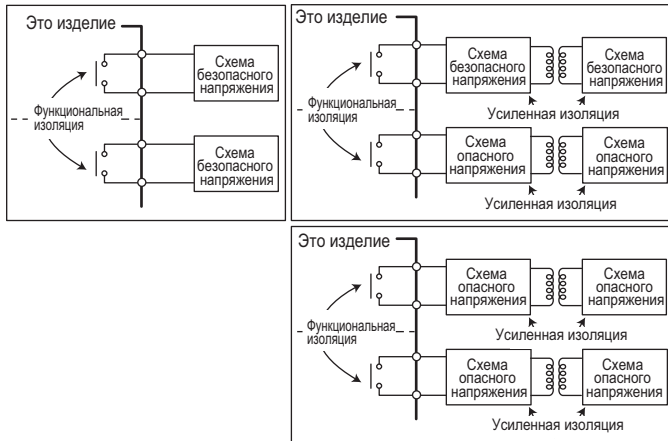 Это изделие
Схема
безопасного
напряжения
Функциональная
изоляция
Схема
безопасного
напряжения
Это изделие
Схема
безопасного
напряжения
Схема
безопасного
напряжения
Усиленная изоляция
Функциональная
изоляция
Схема
опасного
напряжения
Схема
опасного
напряжения
Усиленная изоляция
Это изделие
Схема
опасного
напряжения
Схема
опасного
напряжения
Усиленная изоляция
Функциональная
изоляция
Схема
опасного
напряжения
Схема
опасного
напряжения
Усиленная изоляция